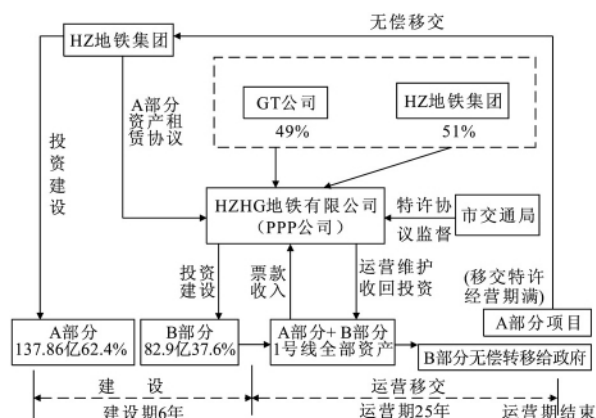 无偿移交
HZ地铁集团
GT公司
49%
HZ地铁集团
51%
A部分
资产租
赁协议
投资建设
HZHG地铁有限公司
（PPP公司）
特许协
议监督
市交通局
投资
建设
票款
收入
运营维护
收回投资
(移交特许
经营期满)
A部分项目
A部分
137.86亿62.4%
B部分
82.9亿37.6%
A部分+B部分
1号线全部资产
B部分无偿转移给政府
建设
运营移交
建设期6年
运营期25年
运营期结束